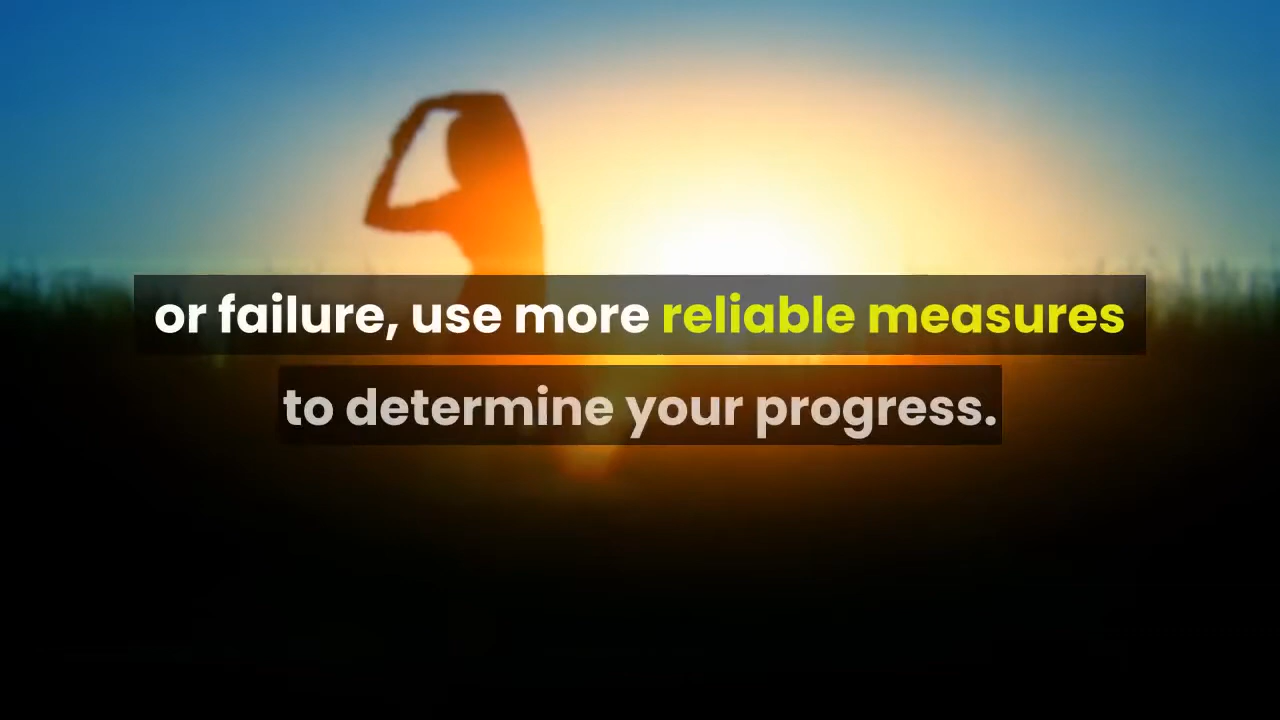 or failure, use more reliable measures
to determine your progress.